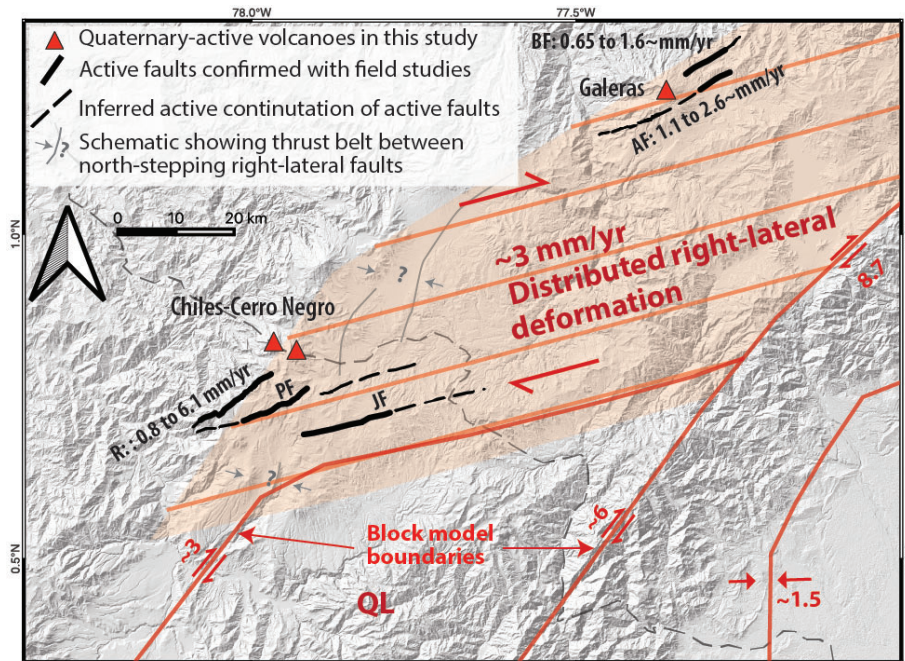 78.0°W
77.5°W
Quaternary-active volcanoes in this study
Active faults confirmed with field studies
Inferred active continutation of active faults
Schematic showing thrust belt between
north-stepping right-lateral faults
?
0 10 20 km
BF: 0.65 to 1.6~mm/yr
Galeras
AF: 1.1 to 2.6~mm/yr
1.0°N
?
~3 mm/yr
Distributed right-lateral
deformation
8.7
Chiles-Cerro Negro
PF
JF
R: :0.8 to 6.1 mm/yr
?
~3
Block model
boundaries
~6
0.5°N
QL
~1.5